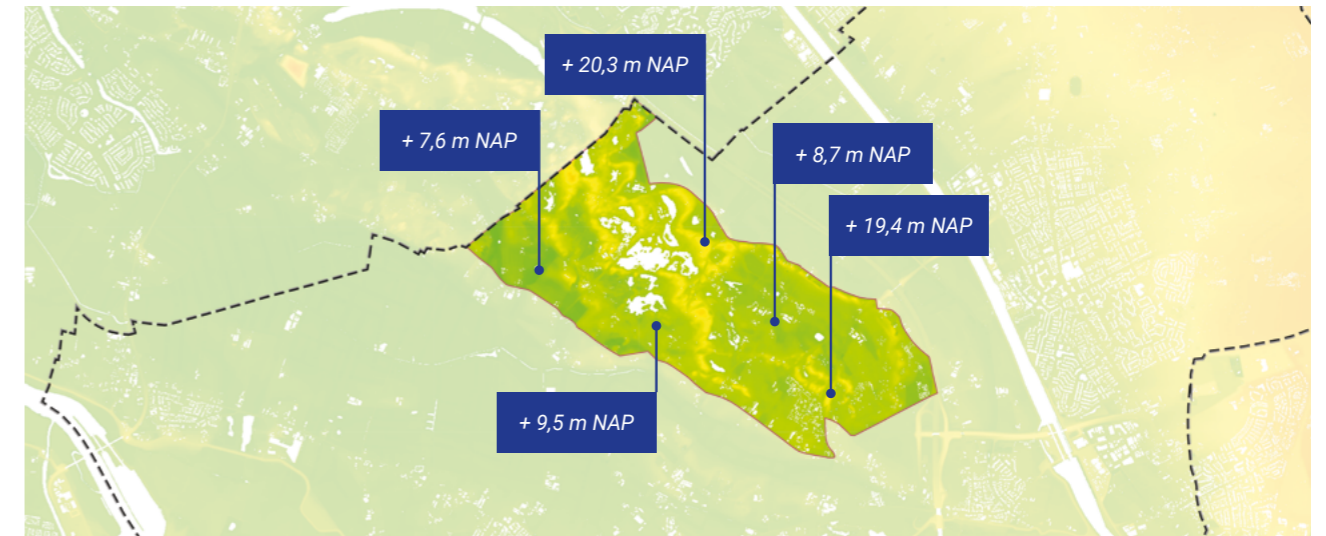 + 20,3 m NAP
+ 7,6 m NAP
+ 8,7 m NAP
+ 19,4 m NAP
+ 9,5 m NAP